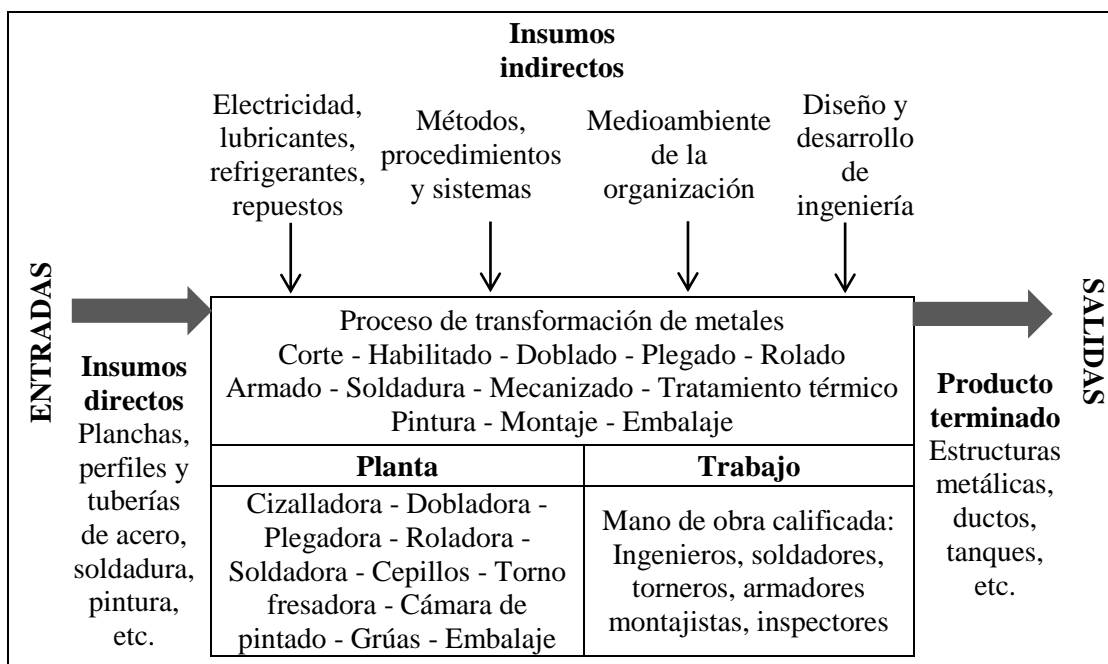 Insumos
indirectos
Electricidad,
lubricantes,
refrigerantes,
repuestos
Métodos,
procedimientos
y sistemas
Medioambiente
de la
organización
Diseño y
desarrollo
de
ingeniería
ENTRADAS
Insumos
directos
Planchas,
perfiles y
tuberías
de acero,
soldadura,
pintura,
etc.
Proceso de transformación de metales
Corte - Habilitado - Doblado - Plegado - Rolado
Armado - Soldadura - Mecanizado - Tratamiento térmico
Pintura - Montaje - Embalaje
Planta
Cizalladora - Dobladora -
Plegadora - Roladora -
Soldadora - Cepillos - Torno
fresadora - Cámara de
pintado - Grúas - Embalaje
Trabajo
Mano de obra calificada:
Ingenieros, soldadores,
torneros, armadores
montajistas, inspectores
Producto
terminado
Estructuras
metálicas,
ductos,
tanques,
etc.
SALIDAS